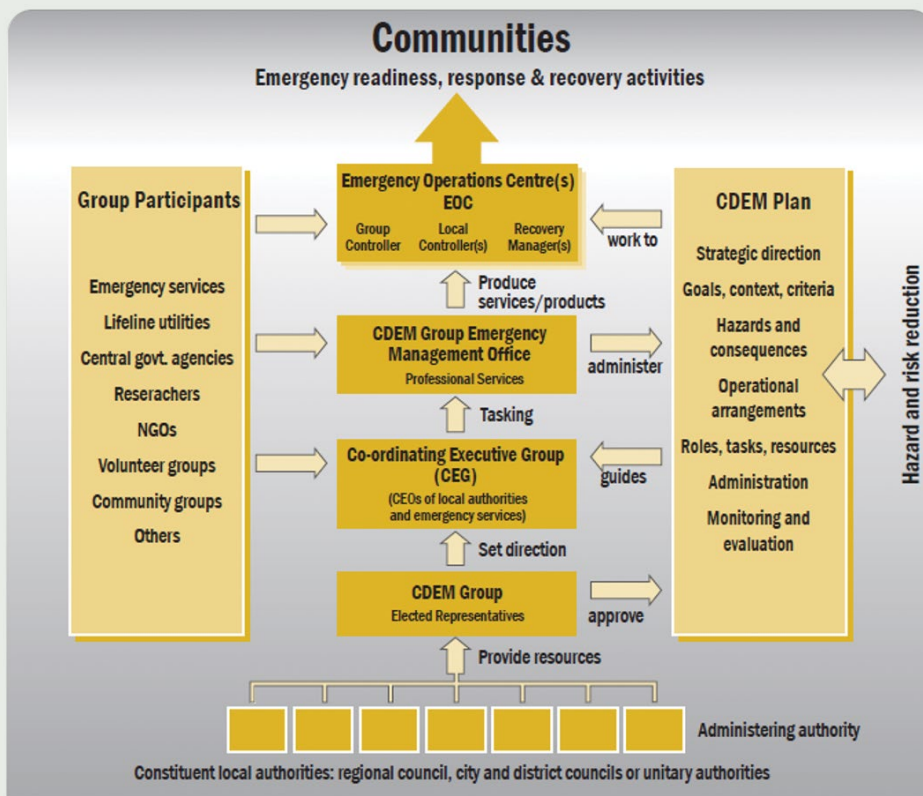 Communities
Emergency readiness, response & recovery activities
Group Participants
Emergency services
Lifeline utilities
Central govt. agencies
Reserachers
NGOs
Volunteer groups
Community groups
Others
Emergency Operations Centre(s)
EOC
Group
Controller
Local
Controller(s)
Recovery
Manager(s)
Produce
services/products
CDEM Group Emergency
Management Office
Professional Services
Tasking
Co-ordinating Executive Group
(CEG)
(CEOs of local authorities
and emergency services)
Set direction
CDEM Group
Elected Representatives
Provide resources
work to
administer
guides
approve
CDEM Plan
Strategic direction
Goals, context, criteria
Hazards and
consequences
Operational
arrangements
Roles, tasks, resources
Administration
Monitoring and
evaluation
Hazard and risk reduction
Administering authority
Constituent local authorities: regional council, city and district councils or unitary authorities